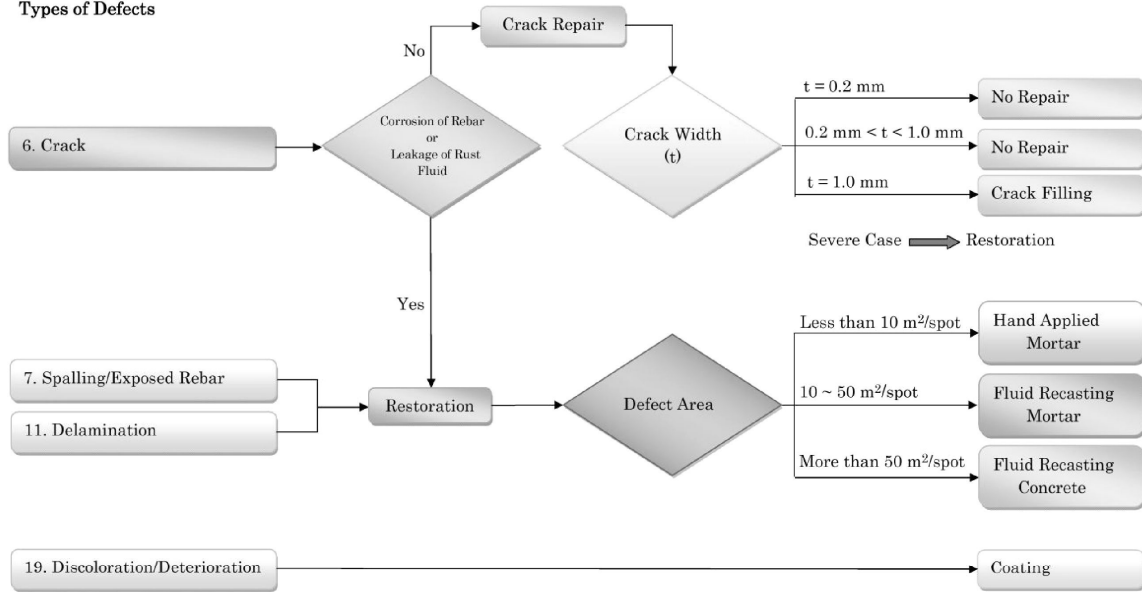 Types of Defects
Crack Repair
No
t = 0.2 mm
No Repair
6. Crack
Corrosion of Rebar
or
Leakage of Rust
Fluid
Crack Width
(t)
0.2 mm < t < 1.0 mm
No Repair
t = 1.0 mm
Crack Filling
Severe Case
Restoration
Yes
Less than 10 m²/spot
Hand Applied
Mortar
7. Spalling/Exposed Rebar
11. Delamination
Restoration
Defect Area
10 ~ 50 m²/spot
Fluid Recasting
Mortar
More than 50 m²/spot
Fluid Recasting
Concrete
19. Discoloration/Deterioration
Coating